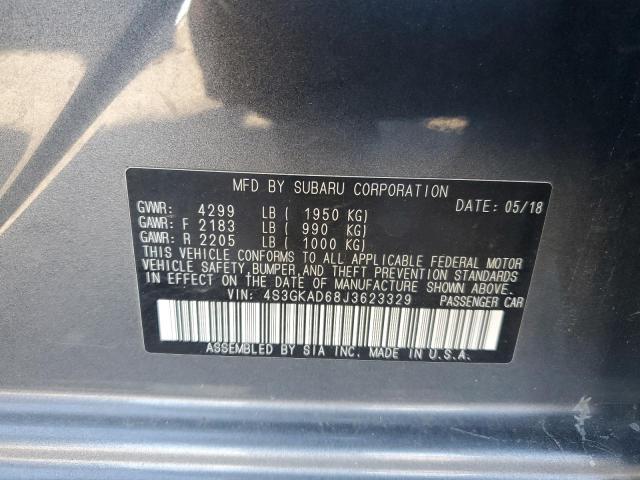 MFD BY SUBARU CORPORATION
DATE: 05/18
GVWR: 4299 LB ( 1950 KG)
GAWR: F 2183 LB ( 990 KG)
GAWR: R 2205 LB ( 1000 KG)
THIS VEHICLE CONFORMS TO ALL APPLICABLE FEDERAL MOTOR
VEHICLE SAFETY, BUMPER, AND THEFT PREVENTION STANDARDS
IN EFFECT ON THE DATE OF MANUFACTURE SHOWN ABOVE.
VIN: 4S3GKAD68J3623329 PASSENGER CAR
ASSEMBLED BY SIA INC. MADE IN U.S.A.